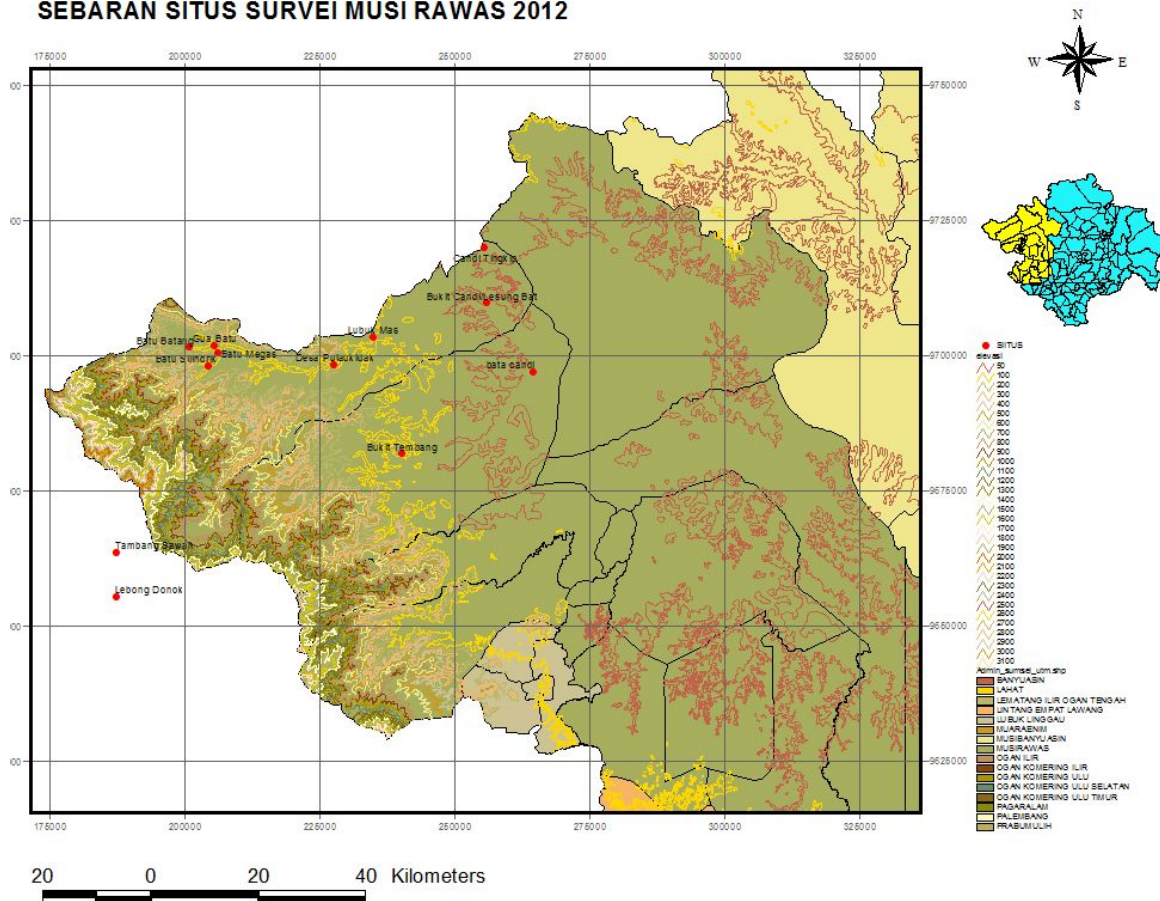 SEBARAN SITUS SURVEI MUSI RAWAS 2012
N
W E
S
175000 200000 225000 250000 275000 300000 325000
9750000
9725000
9700000
9675000
9650000
9625000
Candi Tingkip
Bukit Candi/Lesung Bat
Lubuk Mas
Batu Batang
Gua Batu
Batu Megas
Desa Pulau kidak
bata candi
Bukit Tembang
Tambang Sawah
Lebong Donok
175000 200000 225000 250000 275000 300000 325000
20 0 20 40 Kilometers
SITUS
elevasi
50
100
200
300
400
500
600
700
800
900
1000
1100
1200
1300
1400
1500
1600
1700
1800
1900
2000
2100
2200
2300
2400
2500
2600
2700
2800
2900
3000
3100
Admin_sumsel_utm.shp
BANYUASIN
LAHAT
LEMATANG ILIR OGAN TENGAH
LINTANG EMPAT LAWANG
LUBUK LINGGAU
MUARAENIM
MUSIBANYUASIN
MUSIRAWAS
OGAN ILIR
OGAN KOMERING ILIR
OGAN KOMERING ULU
OGAN KOMERING ULU SELATAN
OGAN KOMERING ULU TIMUR
PAGARALAM
PALEMBANG
PRABUMULIH